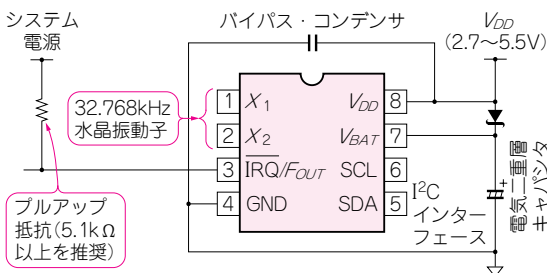 システム
電源
バイパス・コンデンサ
VDD
(2.7～5.5V)
32.768kHz
水晶振動子
1 X1
2 X2
3 IRQ/FOUT
4 GND
VDD 8
VBAT 7
SCL 6
SDA 5
I2C
インター
フェース
プルアップ
抵抗(5.1kΩ
以上を推奨)
+
電気二重層
キャパシタ